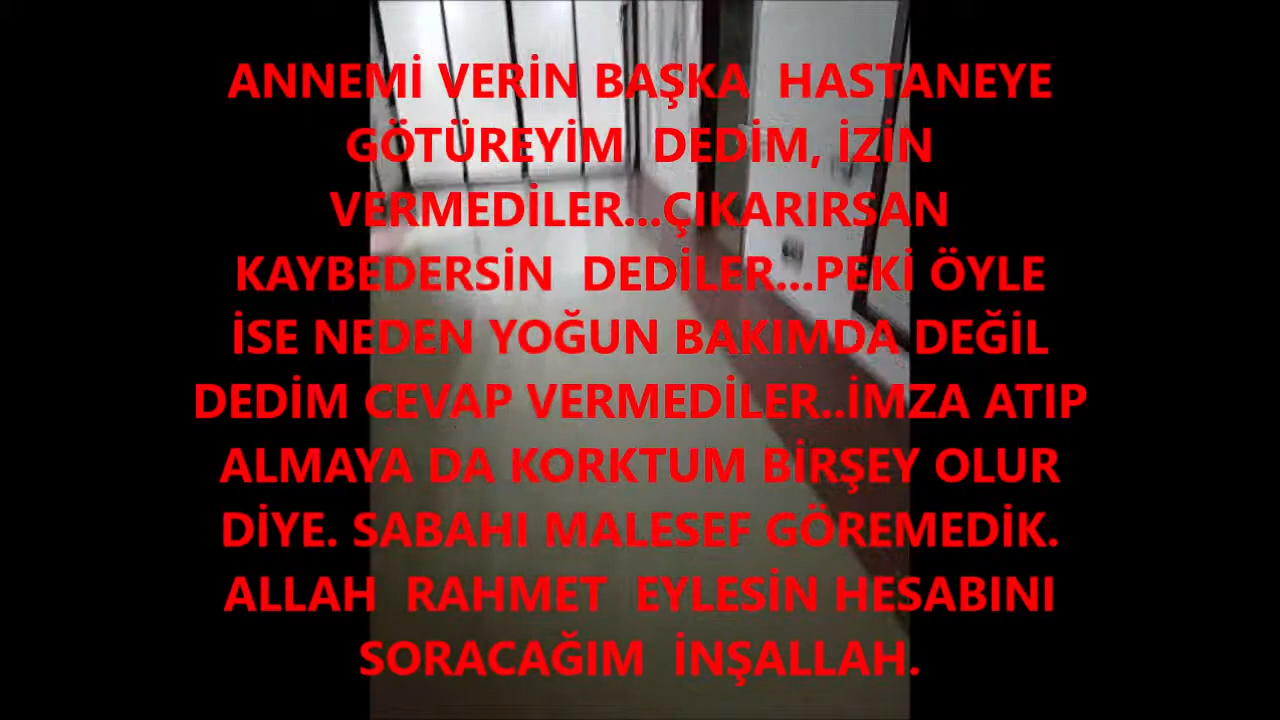 ANNEMİ VERİN BAŞKA HASTANEYE
GÖTÜREYİM DEDİM, İZİN
VERMEDİLER...ÇIKARIRSAN
KAYBEDERSİN DEDİLER...PEKİ ÖYLE
İSE NEDEN YOĞUN BAKIMDA DEĞİL
DEDİM CEVAP VERMEDİLER..İMZA ATIP
ALMAYA DA KORKTUM BİRŞEY OLUR
DİYE. SABAHI MALESEF GÖREMEDİK.
ALLAH RAHMET EYLESİN HESABINI
SORACAĞIM İNŞALLAH.